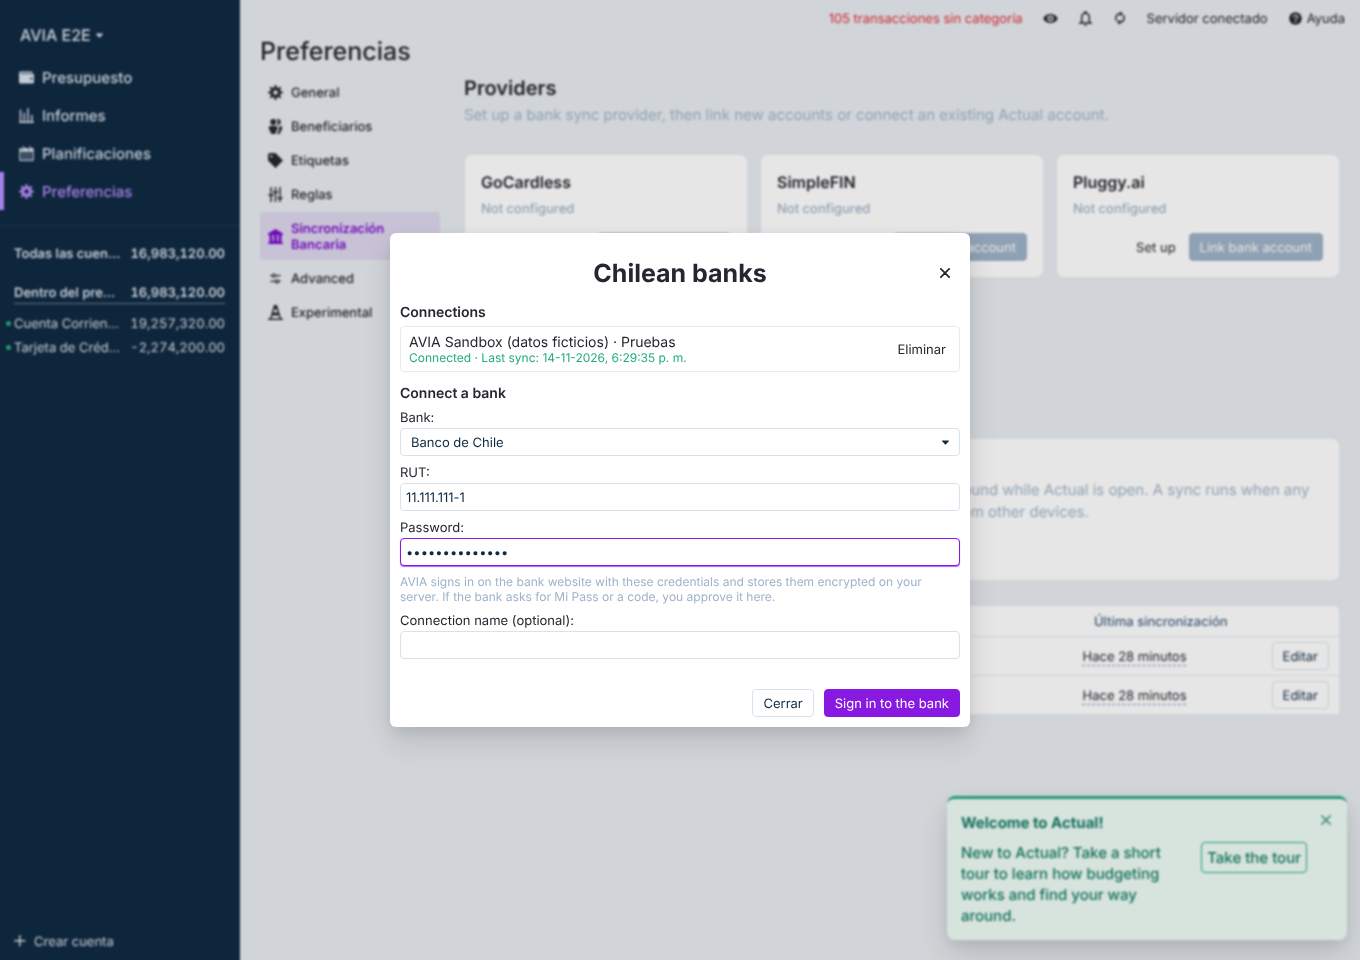 AVIA E2E
Presupuesto
Informes
Planificaciones
Preferencias
Todas las cuen... 16,983,120.00
Dentro del pre... 16,983,120.00
Cuenta Corrien... 19,257,320.00
Tarjeta de Créd... -2,274,200.00
Crear cuenta
105 transacciones sin categoría
Servidor conectado
Ayuda
Preferencias
General
Beneficiarios
Etiquetas
Reglas
Sincronización
Bancaria
Advanced
Experimental
Providers
Set up a bank sync provider, then link new accounts or connect an existing Actual account.
GoCardless
Not configured
SimpleFIN
Not configured
account
Pluggy.ai
Not configured
Set up
Link bank account
Chilean banks
Connections
AVIA Sandbox (datos ficticios) · Pruebas
Connected · Last sync: 14-11-2026, 6:29:35 p. m.
Eliminar
Connect a bank
Bank:
Banco de Chile
RUT:
11.111.111-1
Password:
••••••••••••••
AVIA signs in on the bank website with these credentials and stores them encrypted on your
server. If the bank asks for Mi Pass or a code, you approve it here.
Connection name (optional):
Cerrar
Sign in to the bank
while Actual is open. A sync runs when any
other devices.
Última sincronización
Hace 28 minutos
Editar
Hace 28 minutos
Editar
Welcome to Actual!
New to Actual? Take a short
tour to learn how budgeting
works and find your way
around.
Take the tour